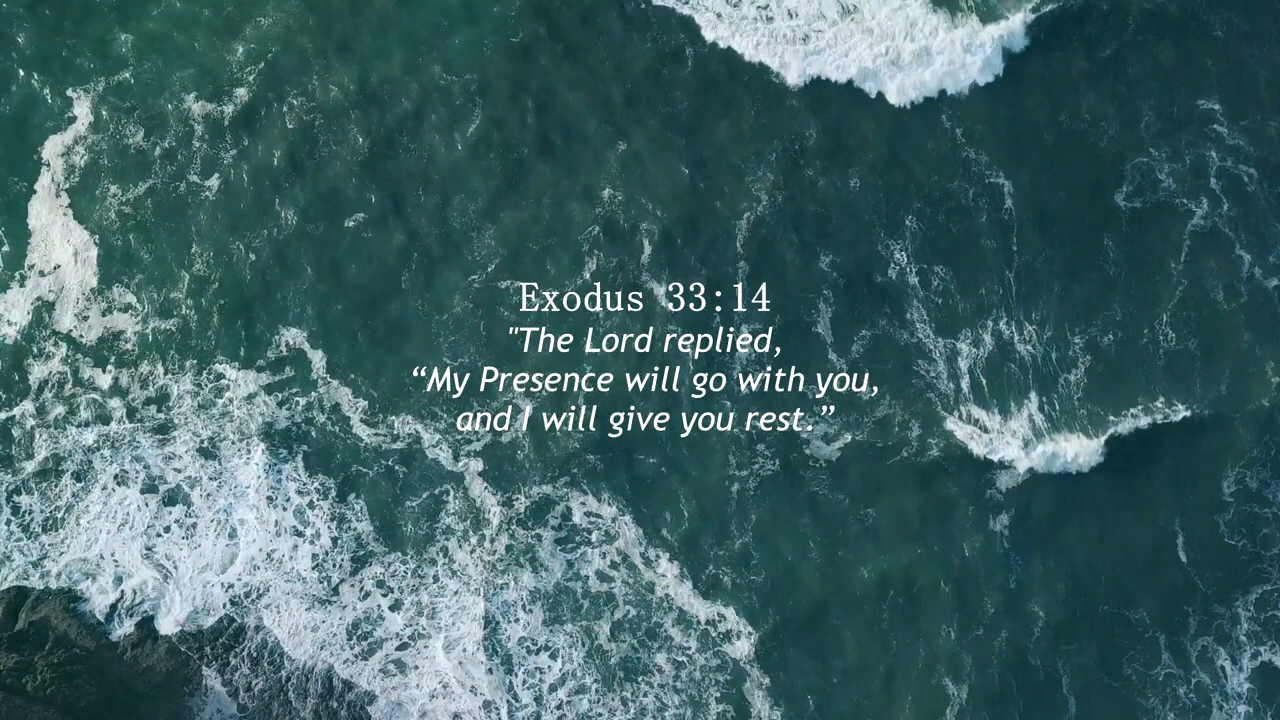 Exodus 33:14
"The Lord replied,
“My Presence will go with you,
and I will give you rest.”